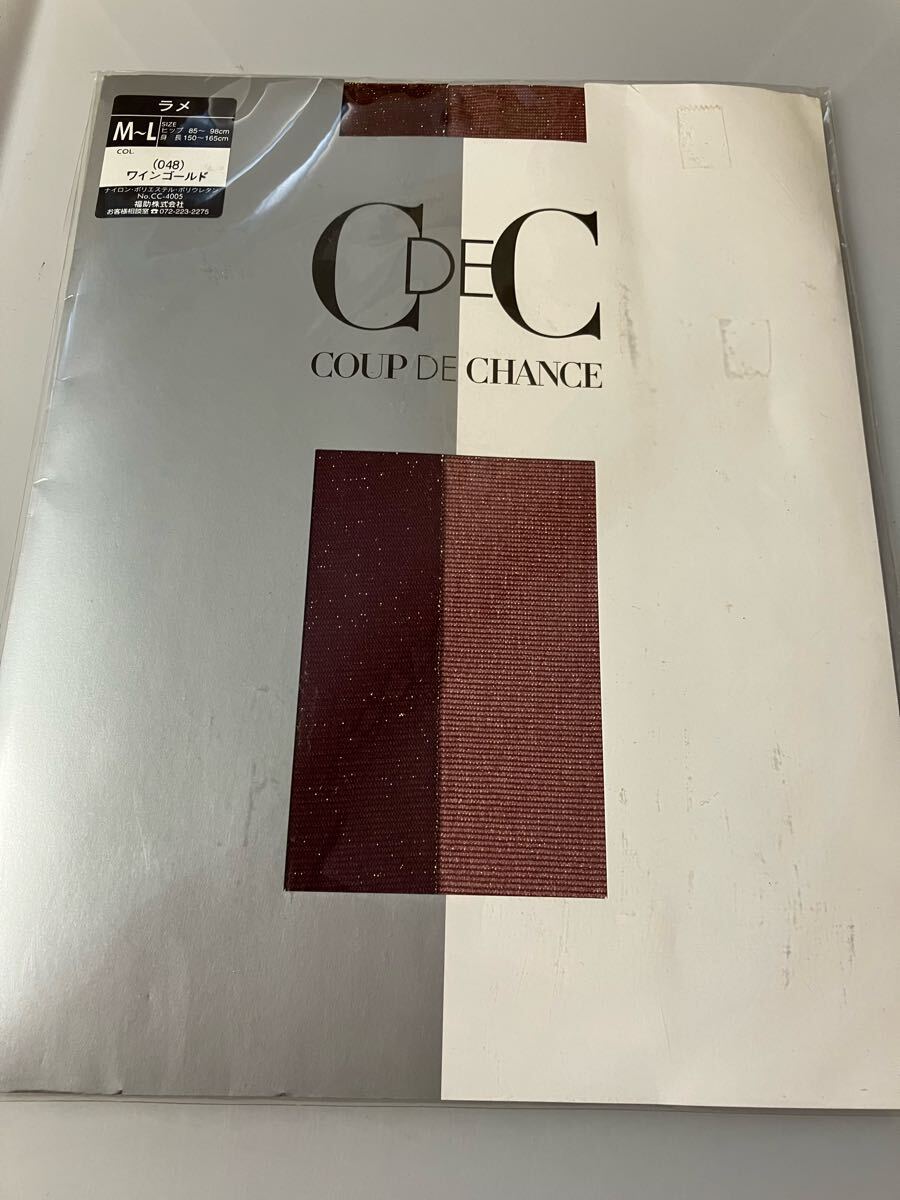 ラメ
M~L SIZE
ヒップ 85~ 98cm
身 長 150~165cm
COL.
(048)
ワインゴールド
ナイロン・ポリエステル・ポリウレタン
No.CC-4005
福助株式会社
お客様相談室☎072-223-2275
CDEC
COUP DE CHANCE